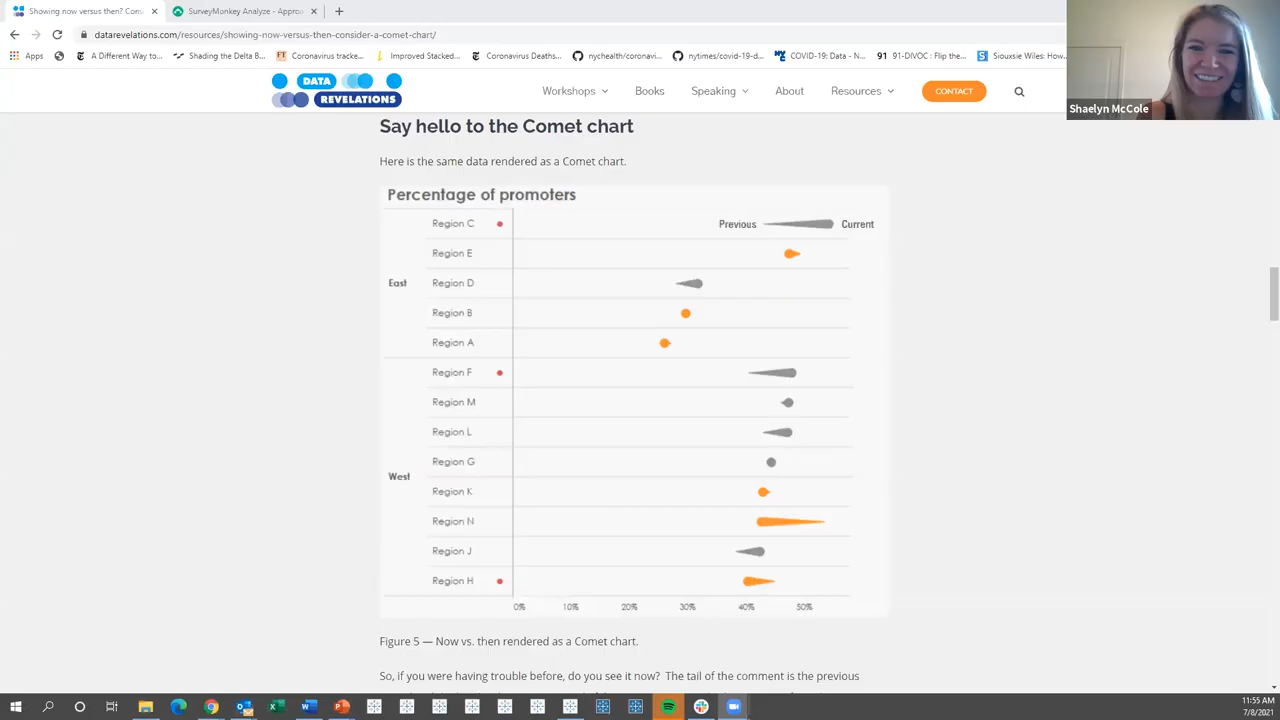 Showing now versus then? Cons
SurveyMonkey Analyze - Appro
datarevelations.com/resources/showing-now-versus-then-consider-a-comet-chart/
Apps
A Different Way to...
Shading the Delta B...
Coronavirus tracke...
Improved Stacked...
Coronavirus Deaths...
nychealth/coronavi...
nytimes/covid-19-d...
COVID-19: Data - N...
91-DIVOC : Flip the...
Siouxsie Wiles: How...
Shaelyn McCole
DATA
REVELATIONS
Workshops
Books
Speaking
About
Resources
CONTACT
Say hello to the Comet chart
Here is the same data rendered as a Comet chart.
Percentage of promoters
Previous
Current
East
Region C
Region E
Region D
Region B
Region A
West
Region F
Region M
Region L
Region G
Region K
Region N
Region J
Region H
0% 10% 20% 30% 40% 50%
Figure 5 — Now vs. then rendered as a Comet chart.
So, if you were having trouble before, do you see it now? The tail of the comment is the previous
11:55 AM
7/8/2021